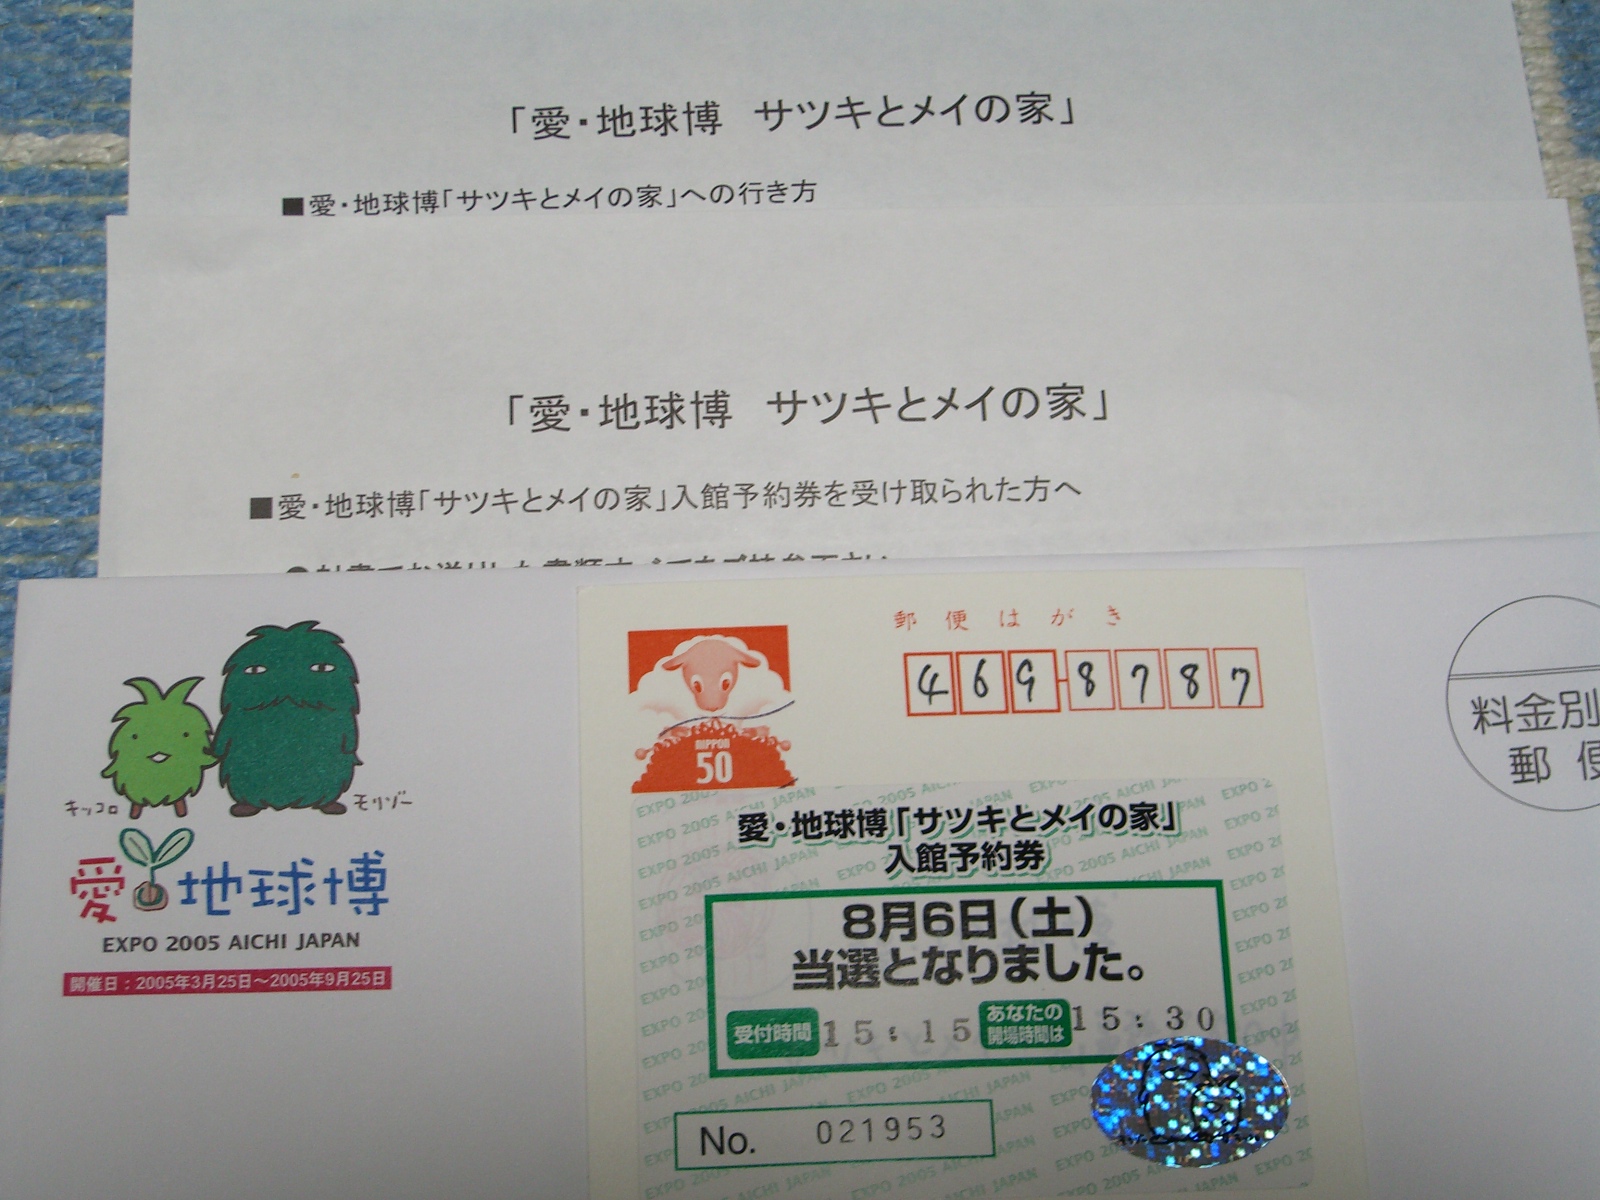 「愛・地球博　サツキとメイの家」
■愛・地球博「サツキとメイの家」への行き方
「愛・地球博　サツキとメイの家」
■愛・地球博「サツキとメイの家」入館予約券を受け取られた方へ
キッコロ
モリゾー
愛 地球博
EXPO 2005 AICHI JAPAN
開催日：2005年3月25日～2005年9月25日
郵便はがき
469-8787
NIPPON
50
愛・地球博「サツキとメイの家」
入館予約券
8月6日（土）
当選となりました。
受付時間 15:15 あなたの開場時間は 15:30
No. 021953
EXPO 2005 AICHI JAPAN
料金別
郵便